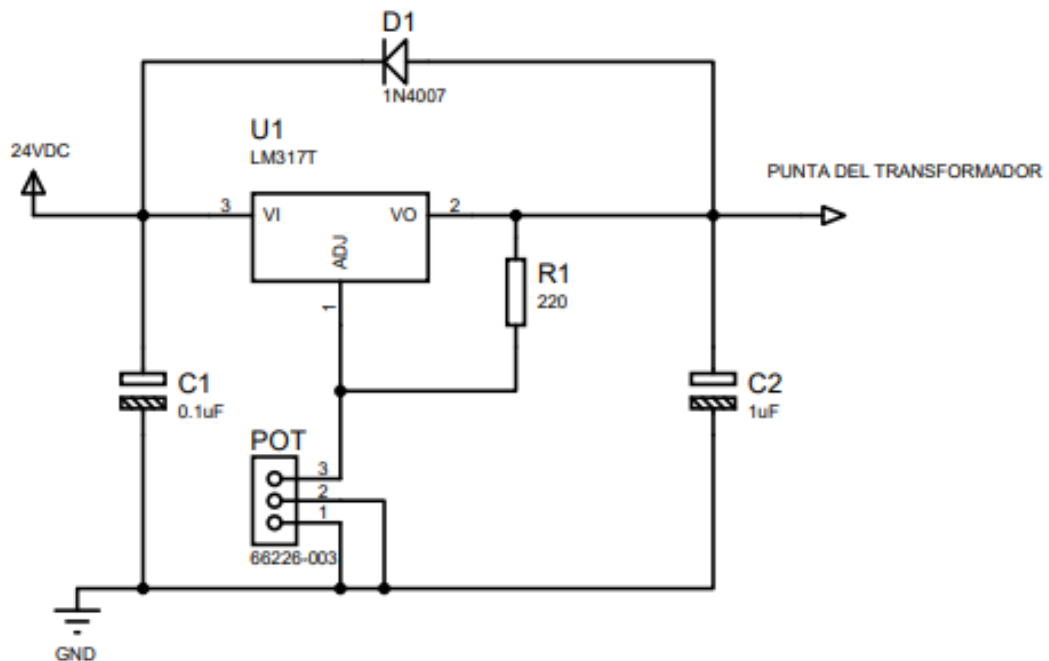 D1
1N4007
U1
LM317T
24VDC
PUNTA DEL TRANSFORMADOR
3
VI
VO
2
ADJ
1
R1
220
C1
0.1uF
C2
1uF
POT
3
2
1
66226-003
GND